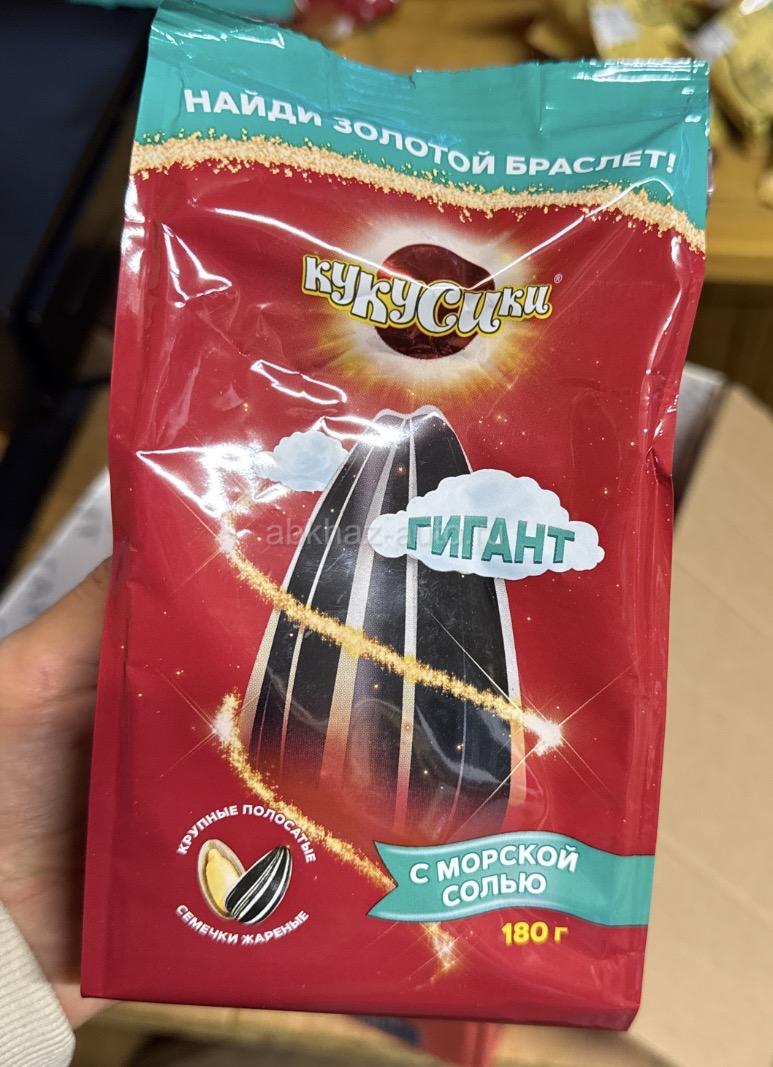 НАЙДИ ЗОЛОТОЙ БРАСЛЕТ!
кукусики®
ГИГАНТ
КРУПНЫЕ ПОЛОСАТЫЕ
СЕМЕЧКИ ЖАРЕНЫЕ
С МОРСКОЙ
СОЛЬЮ
180 г